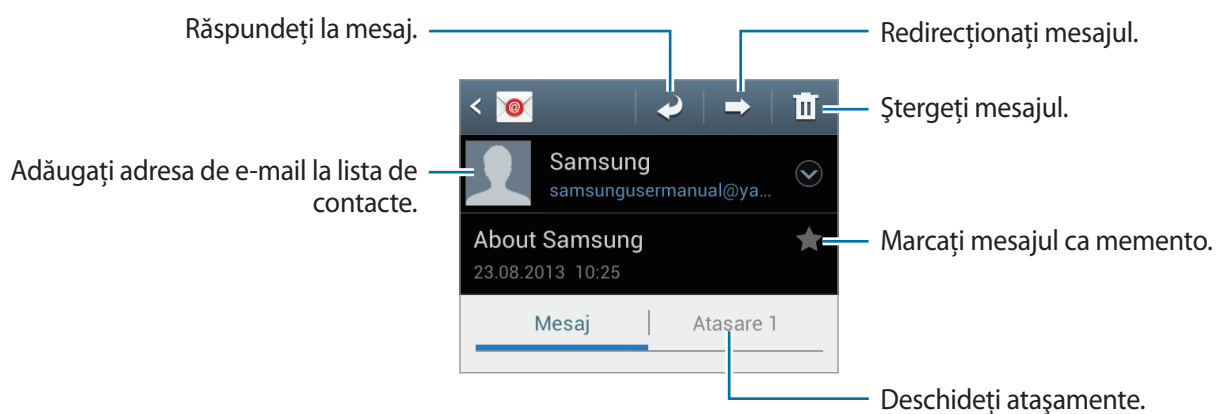 Răspundeți la mesaj.
Redirecționați mesajul.
Ştergeți mesajul.
Adăugați adresa de e-mail la lista de
contacte.
Samsung
samsungusermanual@ya...
About Samsung
23.08.2013 10:25
Marcați mesajul ca memento.
Mesaj
Atasare 1
Deschideți ataşamente.